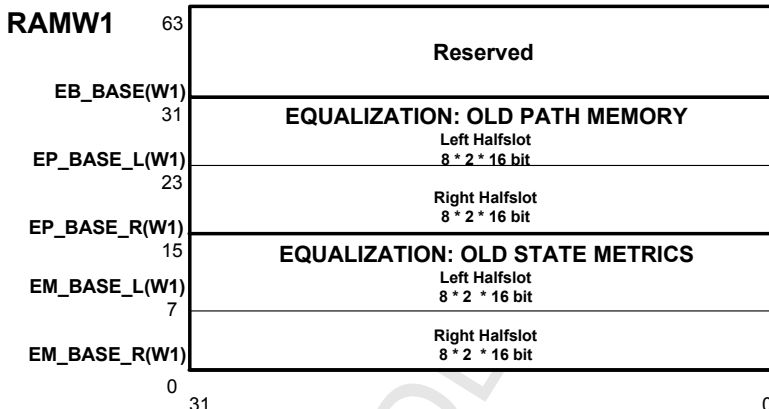 RAMW1
63
Reserved
EB_BASE(W1)
31
EQUALIZATION: OLD PATH MEMORY
Left Halfslot
8 * 2 * 16 bit
EP_BASE_L(W1)
23
Right Halfslot
8 * 2 * 16 bit
EP_BASE_R(W1)
15
EQUALIZATION: OLD STATE METRICS
Left Halfslot
8 * 2 * 16 bit
EM_BASE_L(W1)
7
Right Halfslot
8 * 2 * 16 bit
EM_BASE_R(W1)
0
31
0